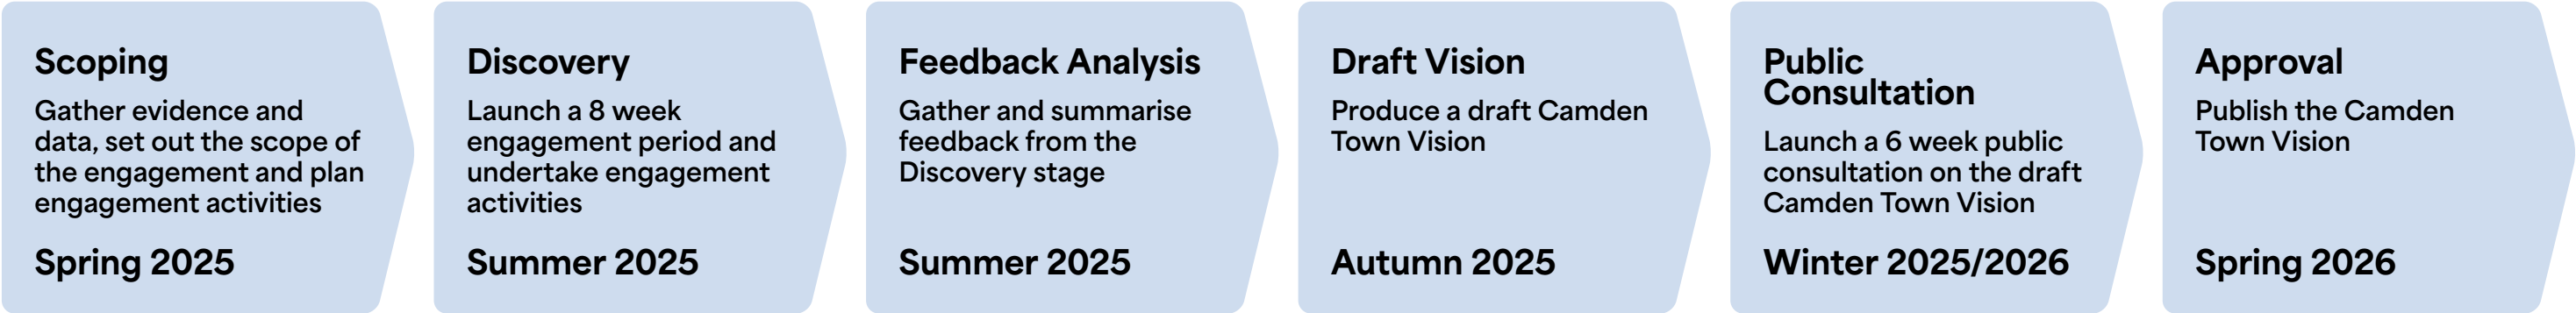 Scoping
Gather evidence and
data, set out the scope of
the engagement and plan
engagement activities
Spring 2025
Discovery
Launch a 8 week
engagement period and
undertake engagement
activities
Summer 2025
Feedback Analysis
Gather and summarise
feedback from the
Discovery stage
Summer 2025
Draft Vision
Produce a draft Camden
Town Vision
Autumn 2025
Public
Consultation
Launch a 6 week public
consultation on the draft
Camden Town Vision
Winter 2025/2026
Approval
Publish the Camden
Town Vision
Spring 2026